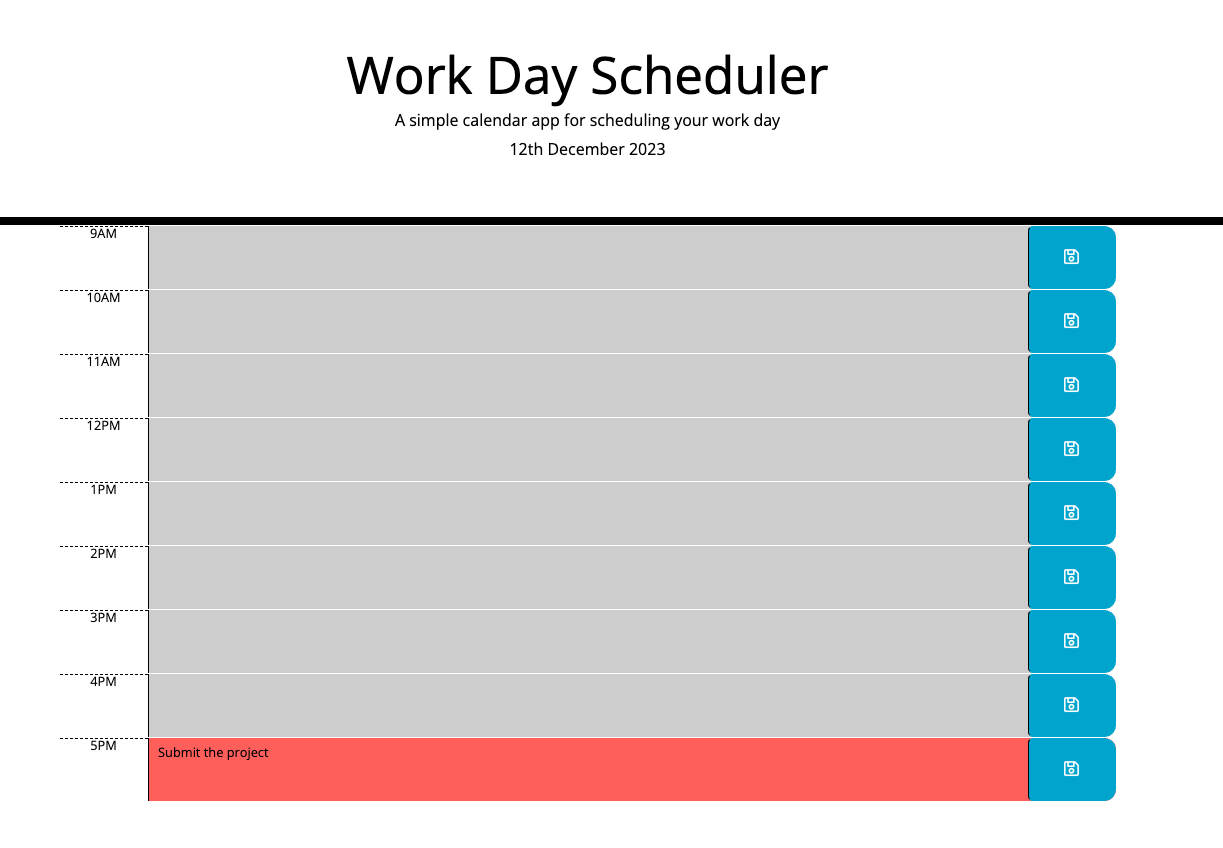 Work Day Scheduler
A simple calendar app for scheduling your work day
12th December 2023
9AM
10AM
11AM
12PM
1PM
2PM
3PM
4PM
5PM
Submit the project